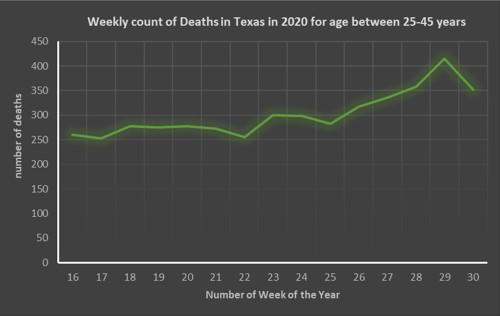 Weekly count of Deaths in Texas in 2020 for age between 25-45 years
450
400
350
300
250
200
150
100
50
0
number of deaths
16 17 18 19 20 21 22 23 24 25 26 27 28 29 30
Number of Week of the Year